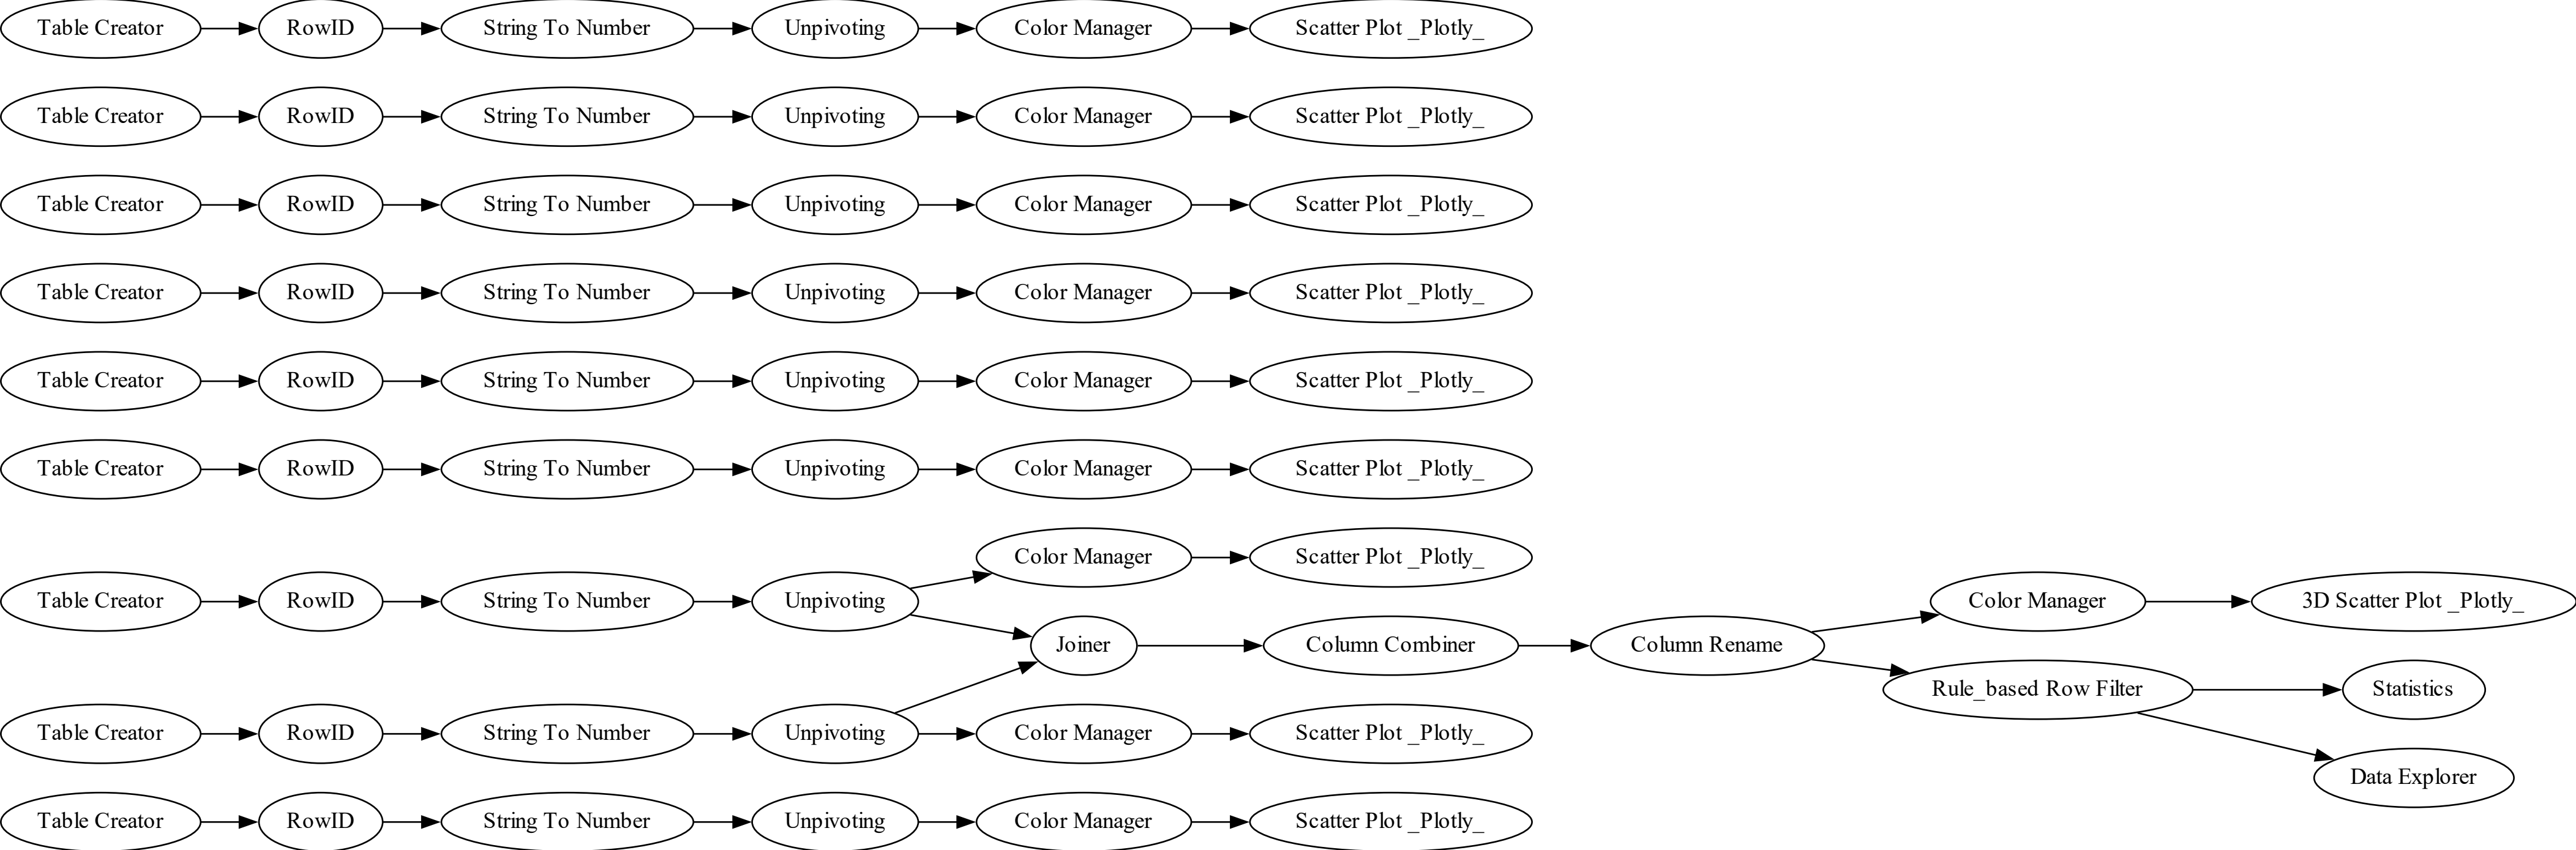 Table Creator RowID String To Number Unpivoting Color Manager Scatter Plot _Plotly_
Table Creator RowID String To Number Unpivoting Color Manager Scatter Plot _Plotly_
Table Creator RowID String To Number Unpivoting Color Manager Scatter Plot _Plotly_
Table Creator RowID String To Number Unpivoting Color Manager Scatter Plot _Plotly_
Table Creator RowID String To Number Unpivoting Color Manager Scatter Plot _Plotly_
Table Creator RowID String To Number Unpivoting Color Manager Scatter Plot _Plotly_
Color Manager Scatter Plot _Plotly_
Table Creator RowID String To Number Unpivoting Color Manager 3D Scatter Plot _Plotly_
Joiner Column Combiner Column Rename
Rule_based Row Filter Statistics
Table Creator RowID String To Number Unpivoting Color Manager Scatter Plot _Plotly_
Data Explorer
Table Creator RowID String To Number Unpivoting Color Manager Scatter Plot _Plotly_